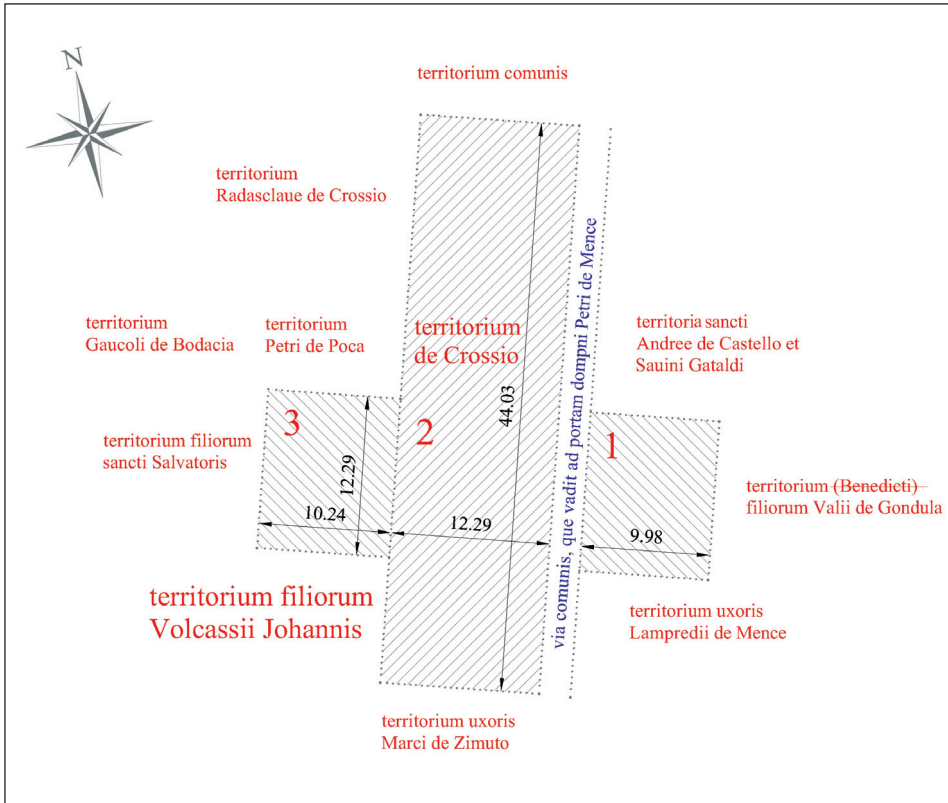 N
territorium comunis
territorium
Radasclaue de Crossio
territorium
Gaucoli de Bodacia
territorium
Petri de Poca
territorium
de Crossio
44.03
via comunis, que vadit ad portam dompni Petri de Mence
territoria sancti
Andree de Castello et
Sauini Gataldi
3
2
1
territorium filiorum
sancti Salvatoris
12.29
10.24
12.29
9.98
territorium (Benedicti)
filiorum Valii de Gondula
territorium filiorum
Volcassii Johannis
territorium uxoris
Lampredii de Mence
territorium uxoris
Marci de Zimuto